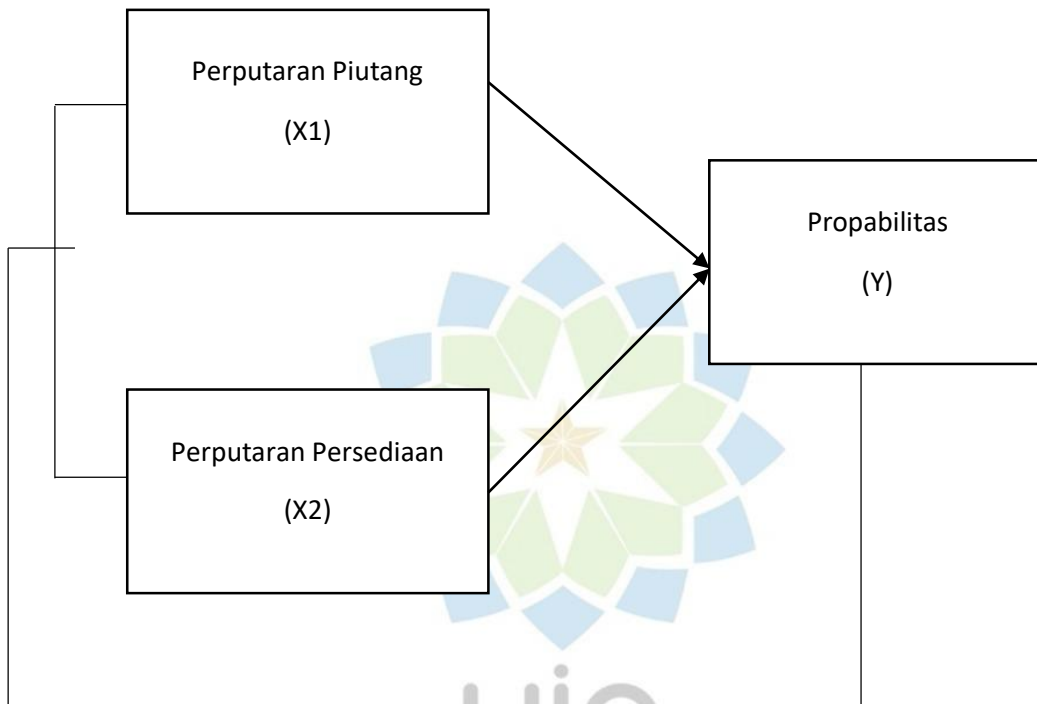 Perputaran Piutang
(X1)
Propabilitas
(Y)
Perputaran Persediaan
(X2)